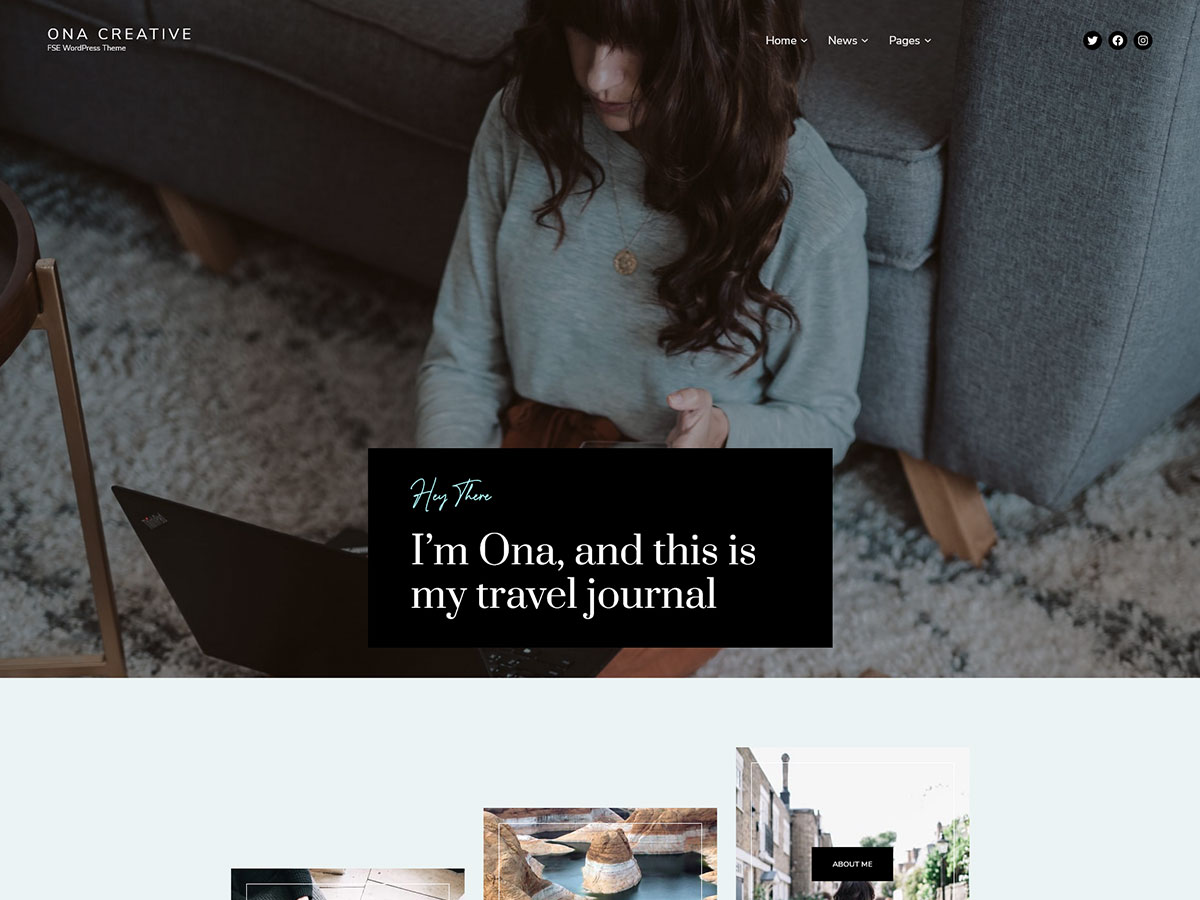 ONA CREATIVE
FSE WordPress Theme
Home
News
Pages
Hey There
I’m Ona, and this is
my travel journal
ABOUT ME